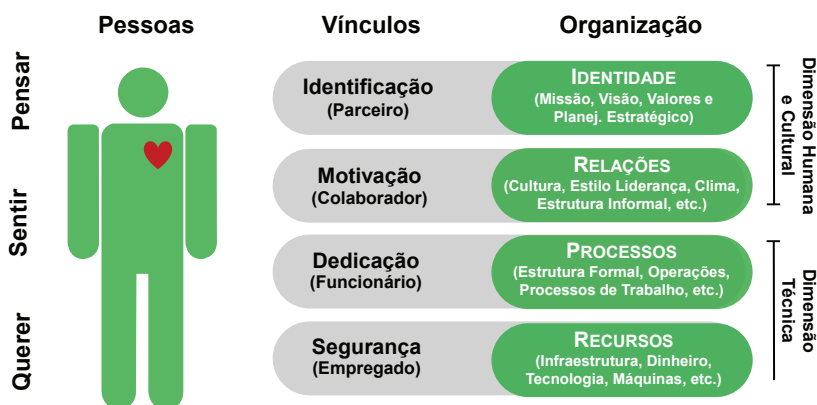 Pessoas
Vínculos
Organização
Pensar
Sentir
Querer
Identificação
(Parceiro)
IDENTIDADE
(Missão, Visão, Valores e
Planej. Estratégico)
Motivação
(Colaborador)
RELAÇÕES
(Cultura, Estilo Liderança, Clima,
Estrutura Informal, etc.)
Dedicação
(Funcionário)
PROCESSOS
(Estrutura Formal, Operações,
Processos de Trabalho, etc.)
Segurança
(Empregado)
RECURSOS
(Infraestrutura, Dinheiro,
Tecnologia, Máquinas, etc.)
Dimensão Humana
e Cultural
Dimensão
Técnica